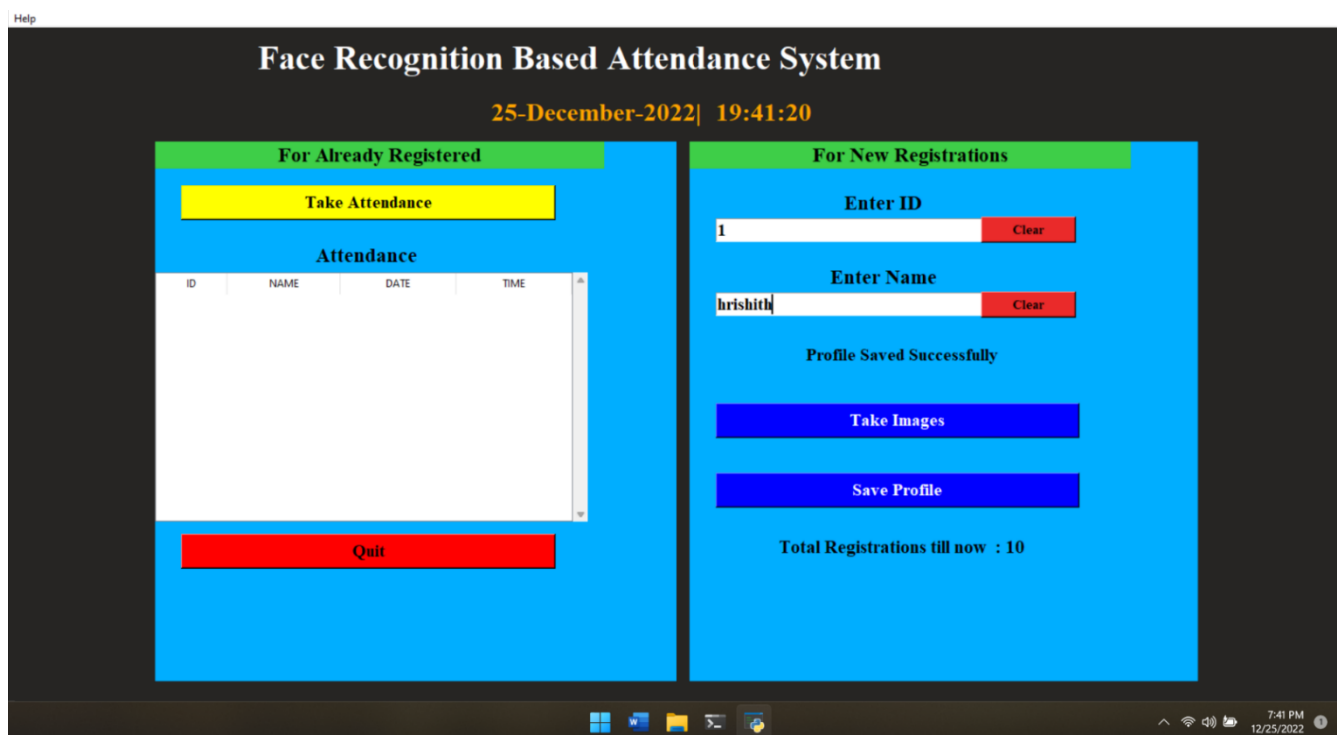 Help
Face Recognition Based Attendance System
25-December-2022| 19:41:20
For Already Registered
Take Attendance
Attendance
ID NAME DATE TIME
Quit
For New Registrations
Enter ID
1 Clear
Enter Name
hrishith Clear
Profile Saved Successfully
Take Images
Save Profile
Total Registrations till now : 10
7:41 PM
12/25/2022
1